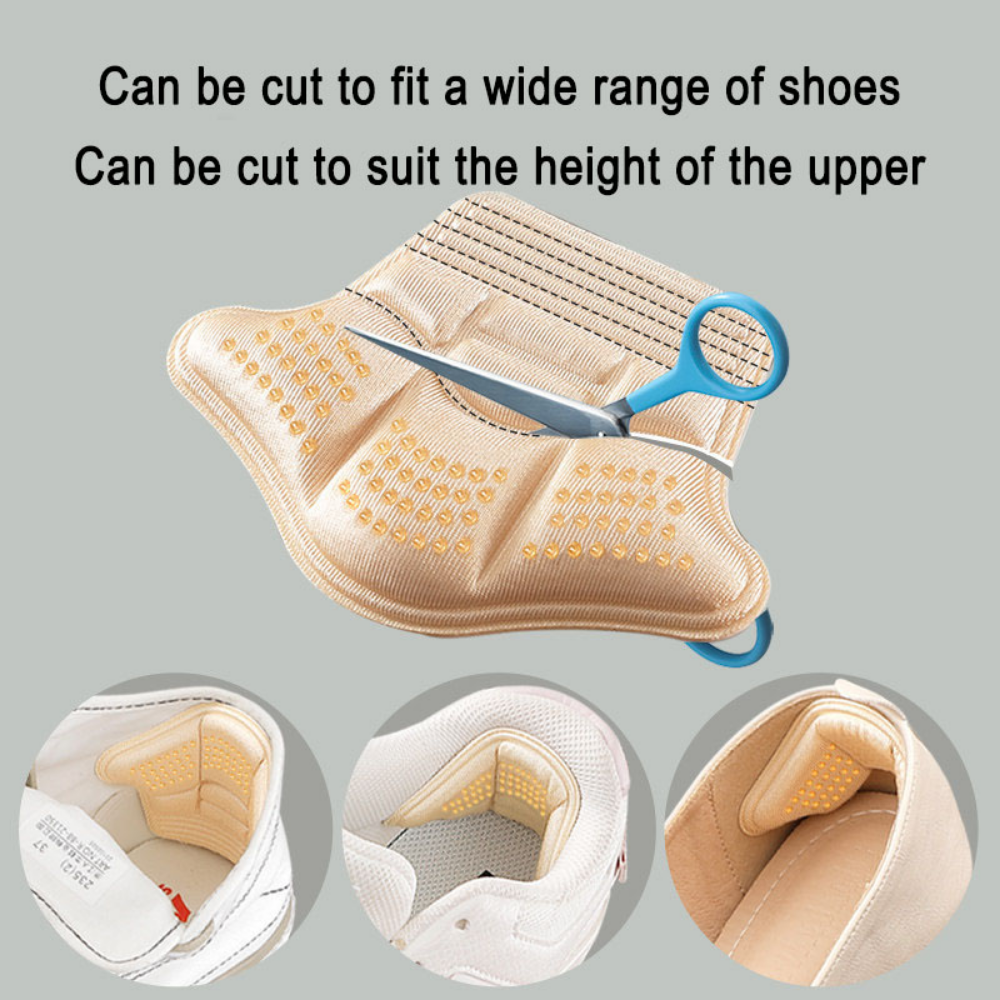 Can be cut to fit a wide range of shoes
Can be cut to suit the height of the upper
235(2)
37